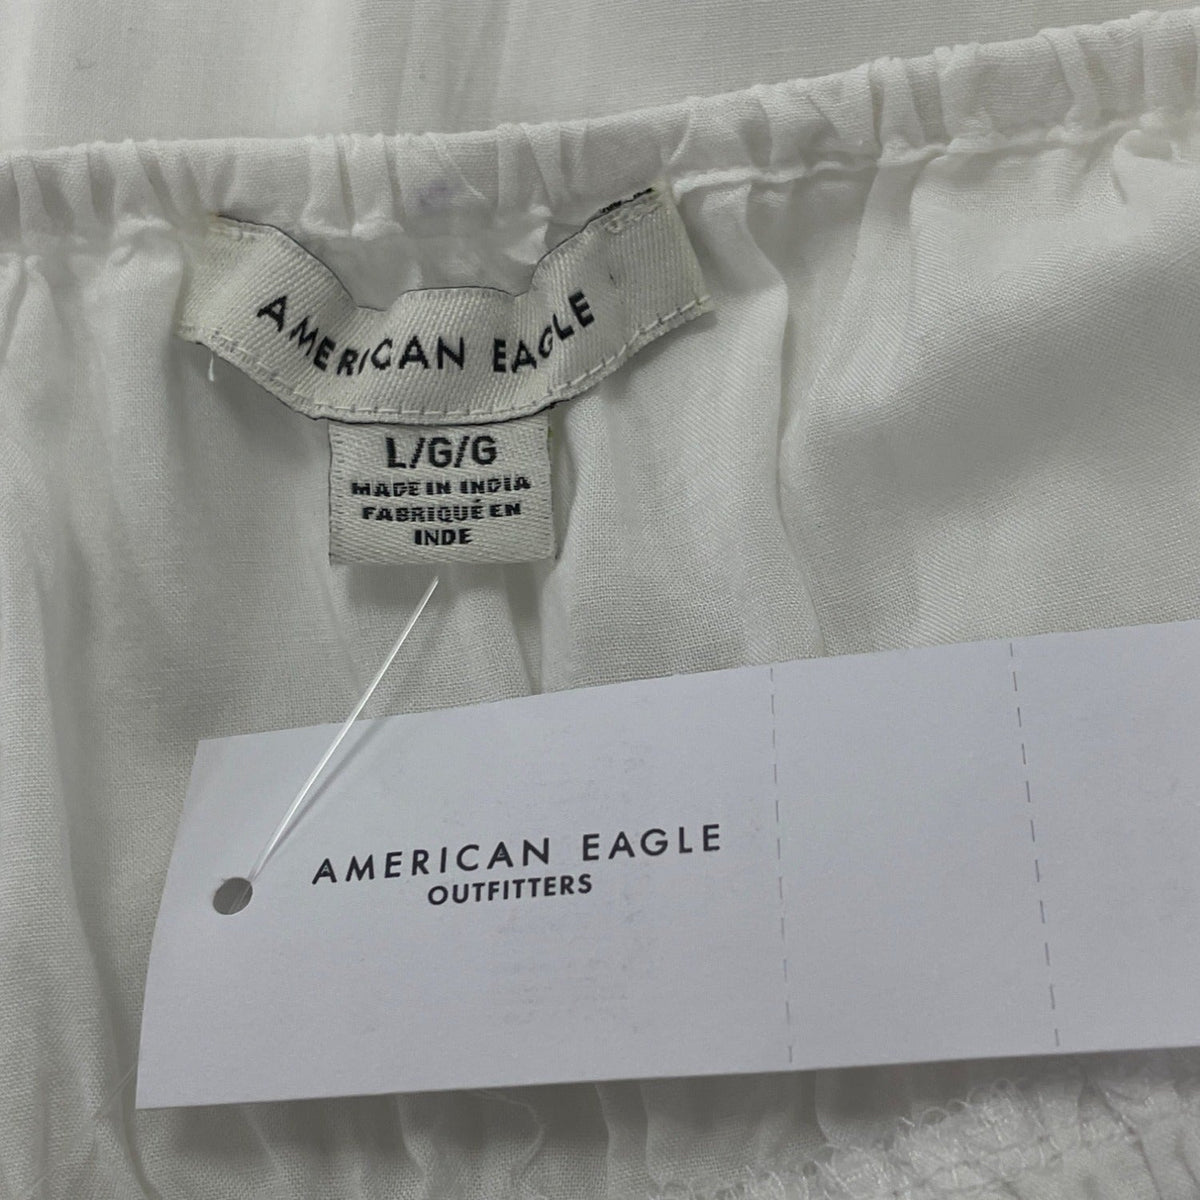 AMERICAN EAGLE
L/G/G
MADE IN INDIA
FABRIQUÉ EN
INDE
AMERICAN EAGLE
OUTFITTERS